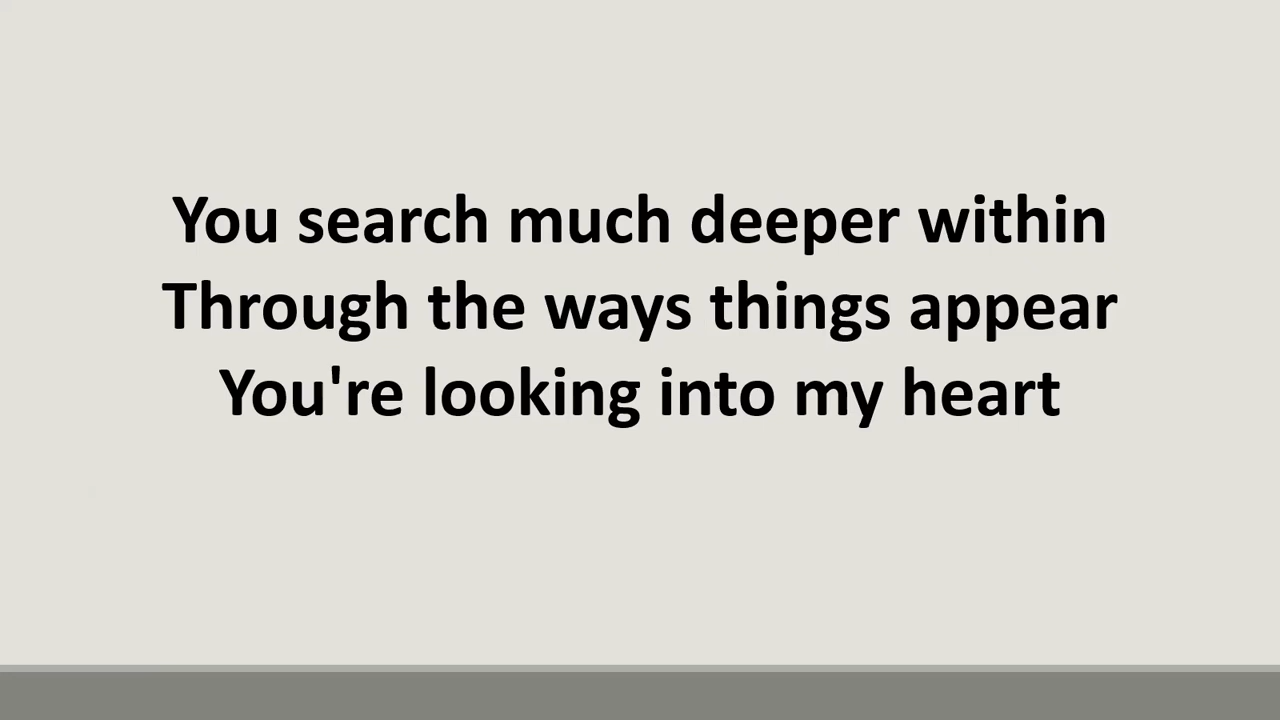 You search much deeper within
Through the ways things appear
You're looking into my heart